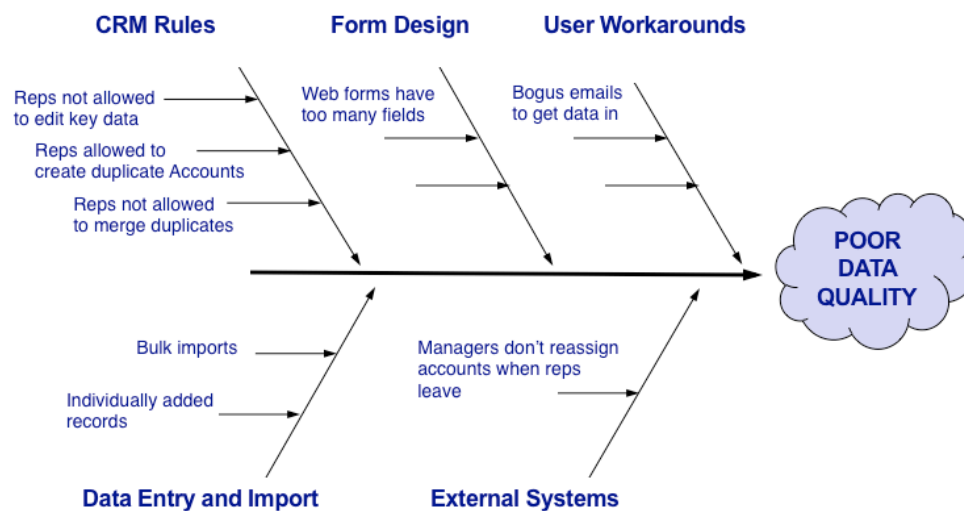 CRM Rules
Form Design
User Workarounds
Reps not allowed
to edit key data
Reps allowed to
create duplicate Accounts
Reps not allowed
to merge duplicates
Web forms have
too many fields
Bogus emails
to get data in
POOR
DATA
QUALITY
Bulk imports
Individually added
records
Managers don’t reassign
accounts when reps
leave
Data Entry and Import
External Systems